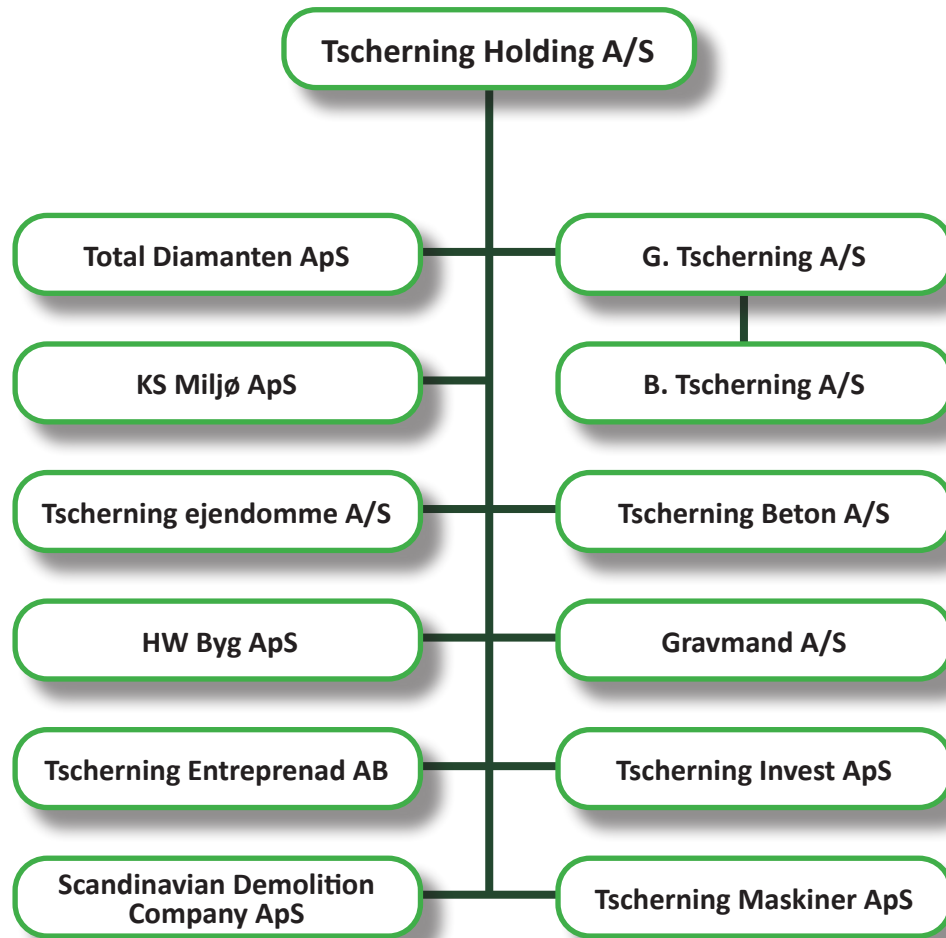 Tscherning Holding A/S
Total Diamanten ApS
G. Tscherning A/S
KS Miljø ApS
B. Tscherning A/S
Tscherning ejendomme A/S
Tscherning Beton A/S
HW Byg ApS
Gravmand A/S
Tscherning Entreprenad AB
Tscherning Invest ApS
Scandinavian Demolition
Company ApS
Tscherning Maskiner ApS